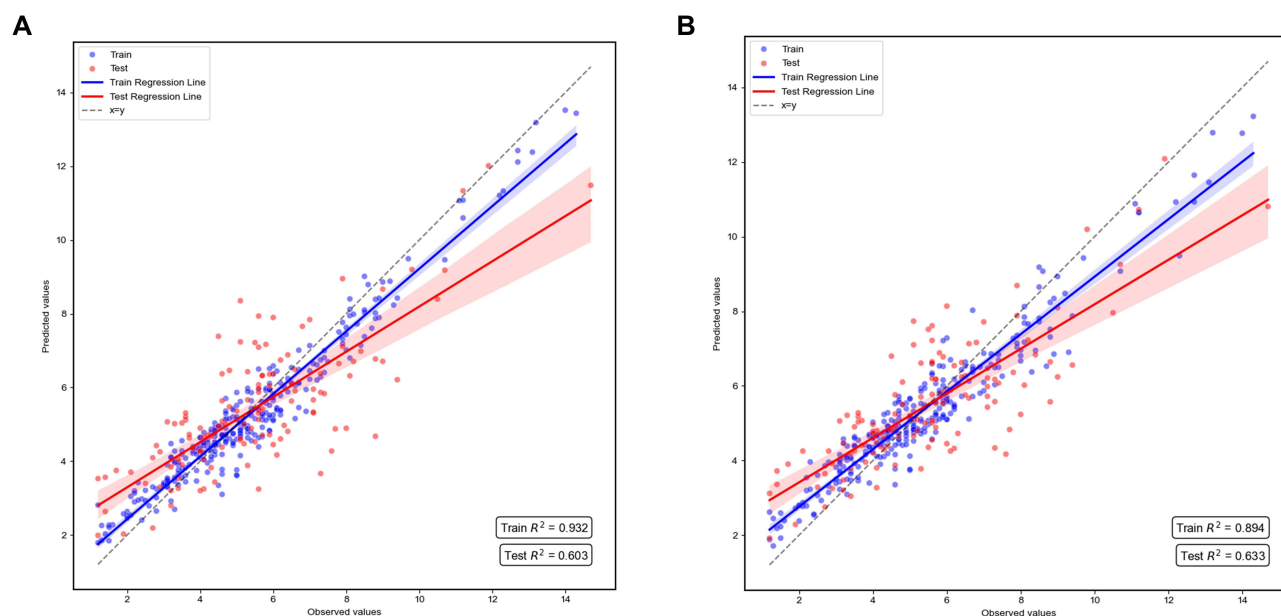 A
Train
Test
Train Regression Line
Test Regression Line
x=y
Predicted values
14
12
10
8
6
4
2
Train R² = 0.932
Test R² = 0.603
2 4 6 8 10 12 14
Observed values
B
Train
Test
Train Regression Line
Test Regression Line
x=y
Predicted values
14
12
10
8
6
4
2
Train R² = 0.894
Test R² = 0.633
2 4 6 8 10 12 14
Observed values